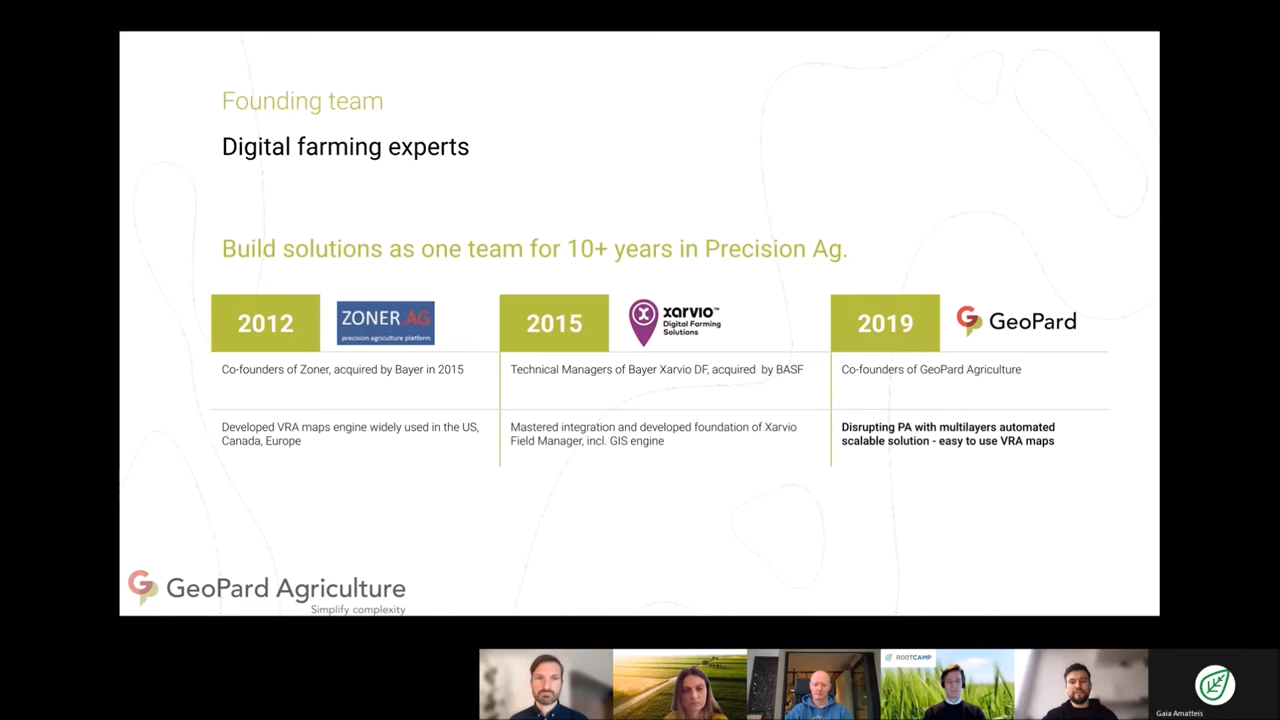 Founding team
Digital farming experts
Build solutions as one team for 10+ years in Precision Ag.
2012
ZONER.AG
precision agriculture platform
2015
xarvio™
Digital Farming
Solutions
2019
GeoPard
Co-founders of Zoner, acquired by Bayer in 2015
Technical Managers of Bayer Xarvio DF, acquired by BASF
Co-founders of GeoPard Agriculture
Developed VRA maps engine widely used in the US,
Canada, Europe
Mastered integration and developed foundation of Xarvio
Field Manager, incl. GIS engine
Disrupting PA with multilayers automated
scalable solution - easy to use VRA maps
GeoPard Agriculture
Simplify complexity
ROOTCAMP
Gaia Amatteis